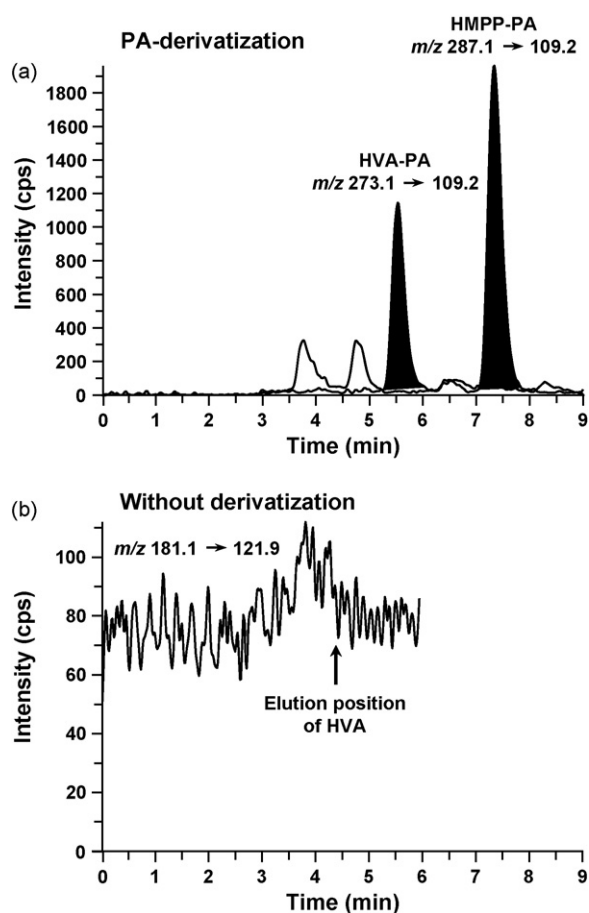 PA-derivatization
HMPP-PA
m/z 287.1 → 109.2
(a)
HVA-PA
m/z 273.1 → 109.2
Intensity (cps)
1800
1600
1400
1200
1000
800
600
400
200
0
0 1 2 3 4 5 6 7 8 9
Time (min)
(b)
Without derivatization
m/z 181.1 → 121.9
Intensity (cps)
100
80
60
40
20
0
Elution position
of HVA
0 1 2 3 4 5 6 7 8 9
Time (min)